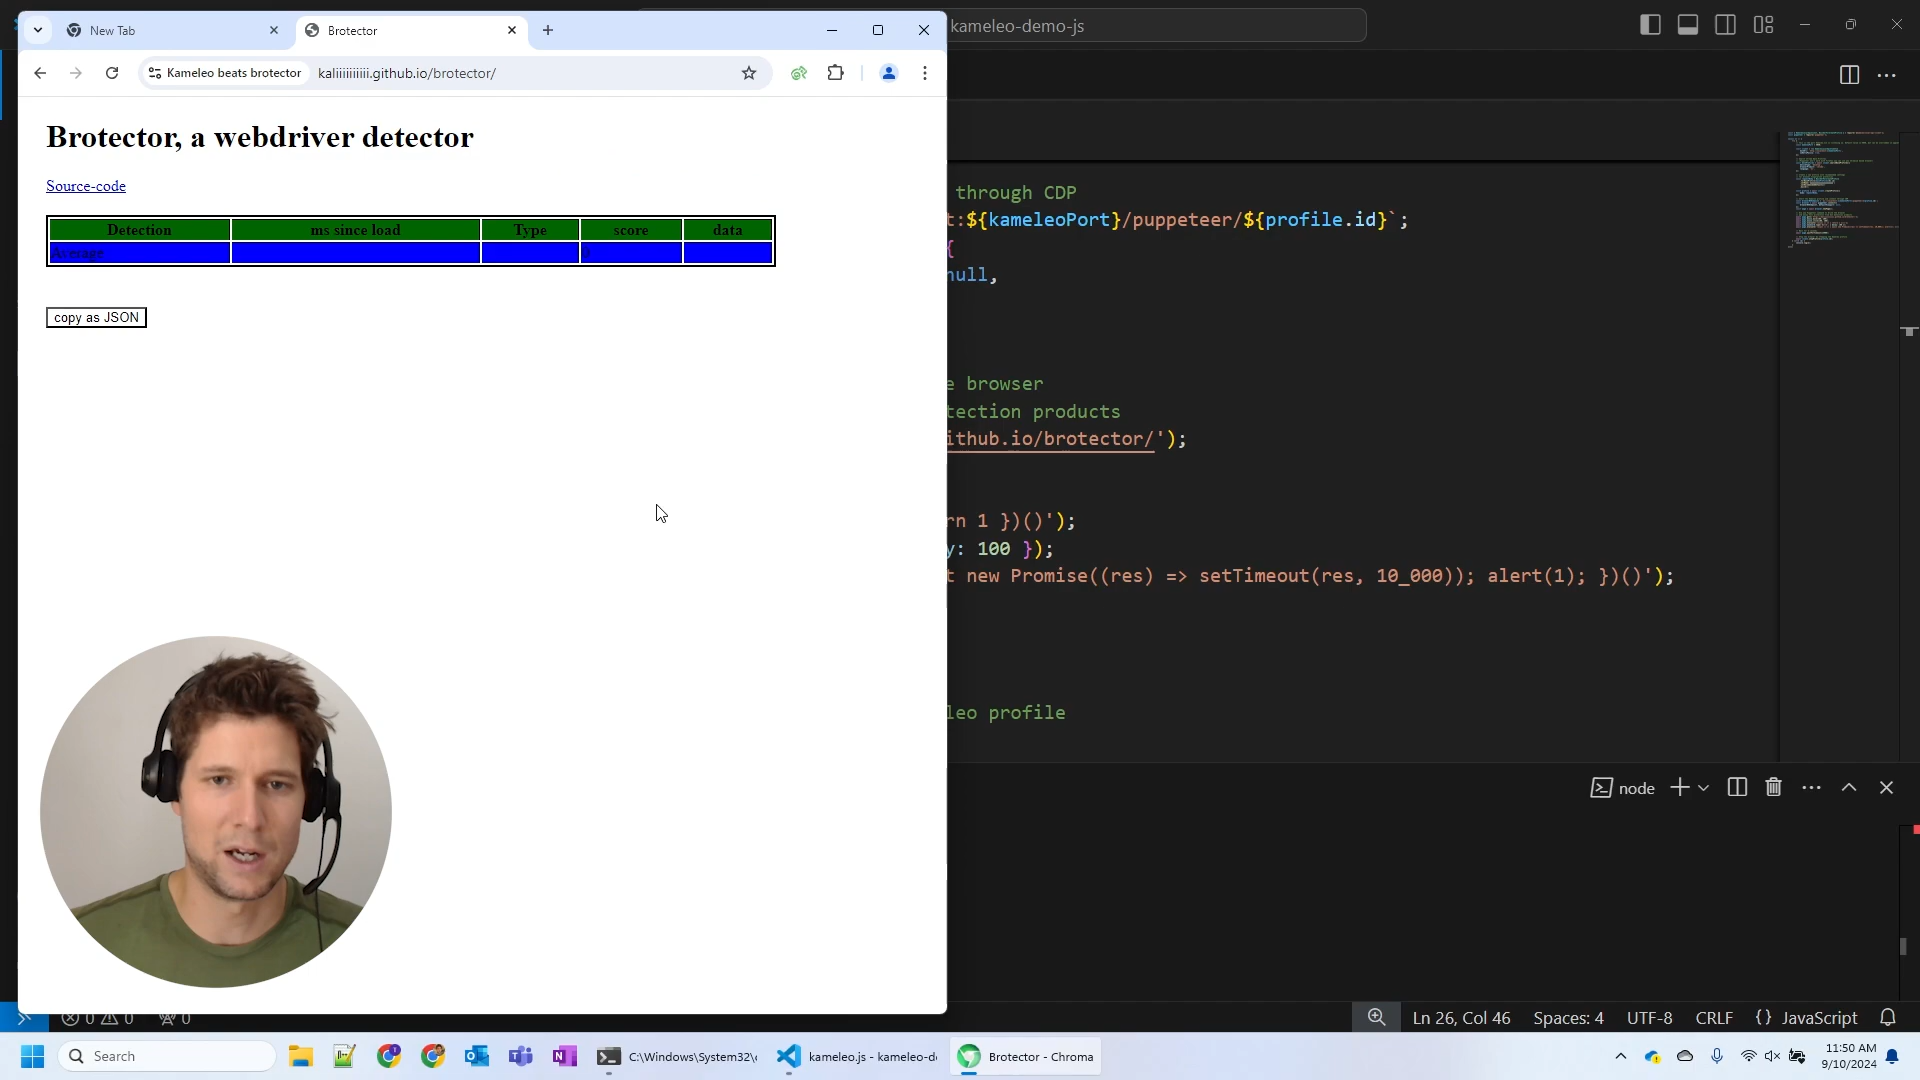 New Tab
Brotector
kameleo-demo-js
Kameleo beats brotector
kaliiiiiiiiii.github.io/brotector/
Brotector, a webdriver detector
Source-code
Detection ms since load Type score data
Average
copy as JSON
through CDP
t:${kameleoPort}/puppeteer/${profile.id}`;
{
null,
e browser
tection products
ithub.io/brotector/');
rn 1 })()');
y: 100 });
t new Promise((res) => setTimeout(res, 10_000)); alert(1); })()');
leo profile
node
0 0 0
Ln 26, Col 46
Spaces: 4
UTF-8
CRLF
{} JavaScript
Search
C:\Windows\System32\
kameleo.js - kameleo-d
Brotector - Chroma
11:50 AM
9/10/2024